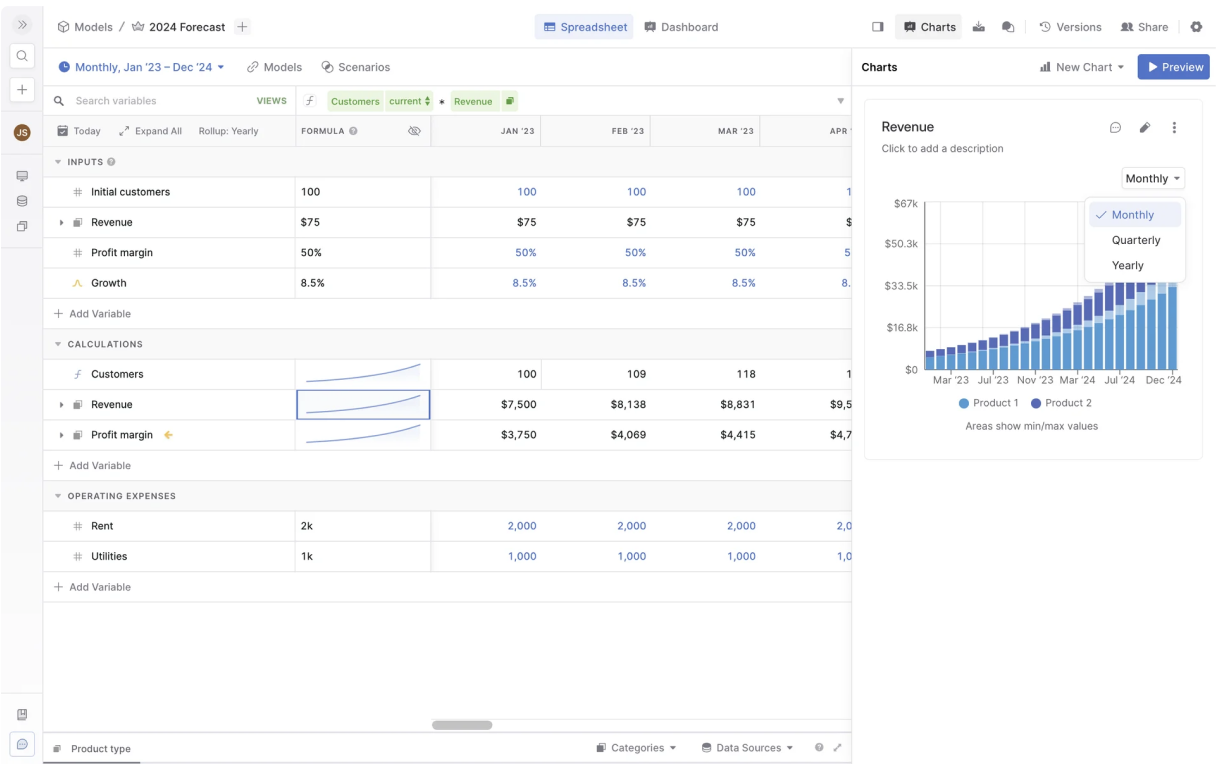 Models / 2024 Forecast
Spreadsheet Dashboard
Charts Versions Share
Monthly, Jan ’23 – Dec ’24 Models Scenarios
Charts New Chart Preview
Search variables VIEWS
ƒ Customers current * Revenue
Today Expand All Rollup: Yearly FORMULA JAN ’23 FEB ’23 MAR ’23 APR ’
INPUTS
Initial customers 100 100 100 100 1
Revenue $75 $75 $75 $75 $
Profit margin 50% 50% 50% 50% 5
Growth 8.5% 8.5% 8.5% 8.5% 8.
Add Variable
CALCULATIONS
Customers 100 109 118 1
Revenue $7,500 $8,138 $8,831 $9,5
Profit margin $3,750 $4,069 $4,415 $4,7
Add Variable
OPERATING EXPENSES
Rent 2k 2,000 2,000 2,000 2,0
Utilities 1k 1,000 1,000 1,000 1,0
Add Variable
JS
Product type Categories Data Sources
Revenue
Click to add a description
Monthly
Monthly
Quarterly
Yearly
$67k
$50.3k
$33.5k
$16.8k
$0
Mar ’23 Jul ’23 Nov ’23 Mar ’24 Jul ’24 Dec ’24
Product 1 Product 2
Areas show min/max values